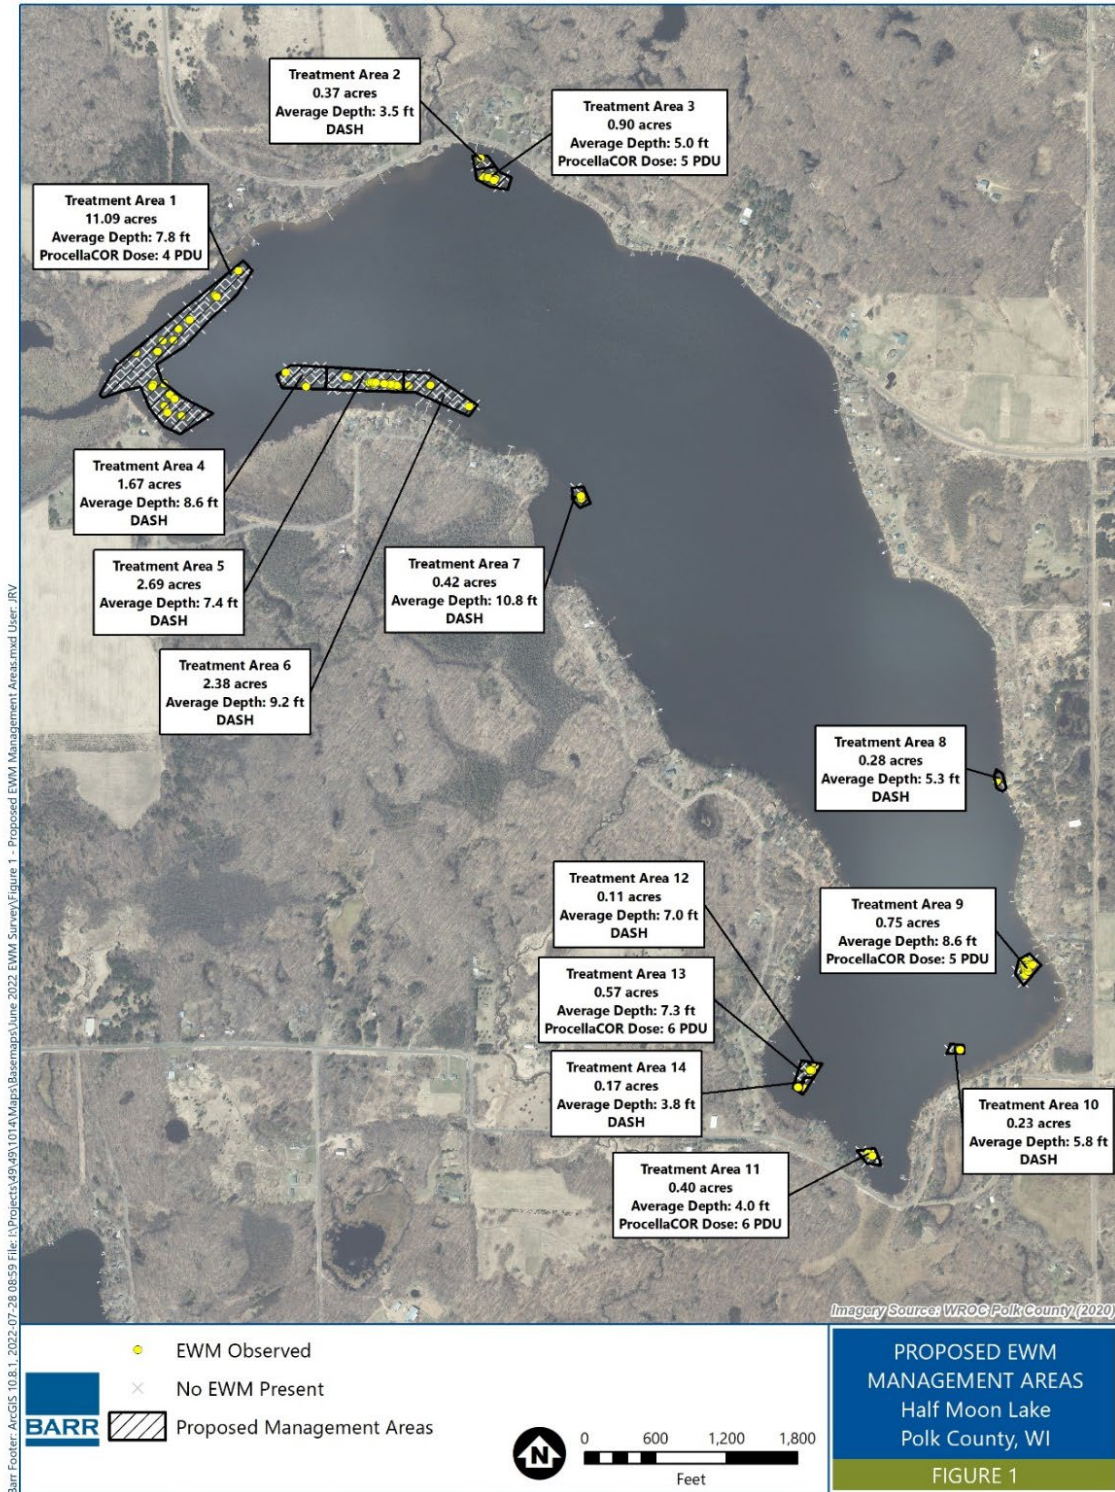 Treatment Area 2
0.37 acres
Average Depth: 3.5 ft
DASH
Treatment Area 3
0.90 acres
Average Depth: 5.0 ft
ProcellaCOR Dose: 5 PDU
Treatment Area 1
11.09 acres
Average Depth: 7.8 ft
ProcellaCOR Dose: 4 PDU
Treatment Area 4
1.67 acres
Average Depth: 8.6 ft
DASH
Treatment Area 5
2.69 acres
Average Depth: 7.4 ft
DASH
Treatment Area 7
0.42 acres
Average Depth: 10.8 ft
DASH
Treatment Area 6
2.38 acres
Average Depth: 9.2 ft
DASH
Treatment Area 8
0.28 acres
Average Depth: 5.3 ft
DASH
Treatment Area 12
0.11 acres
Average Depth: 7.0 ft
DASH
Treatment Area 9
0.75 acres
Average Depth: 8.6 ft
ProcellaCOR Dose: 5 PDU
Treatment Area 13
0.57 acres
Average Depth: 7.3 ft
ProcellaCOR Dose: 6 PDU
Treatment Area 14
0.17 acres
Average Depth: 3.8 ft
DASH
Treatment Area 10
0.23 acres
Average Depth: 5.8 ft
DASH
Treatment Area 11
0.40 acres
Average Depth: 4.0 ft
ProcellaCOR Dose: 6 PDU
Imagery Source: WROC Polk County (2020)
Barr Footer: ArcGIS 10.8.1, 2022-07-28 08:59 File: I:\Projects\49\49\1014\Maps\Basemaps\June 2022 EWM Survey\Figure 1 - Proposed EWM Management Areas.mxd User: JRV
EWM Observed
No EWM Present
Proposed Management Areas
BARR
N
0 600 1,200 1,800
Feet
PROPOSED EWM
MANAGEMENT AREAS
Half Moon Lake
Polk County, WI
FIGURE 1